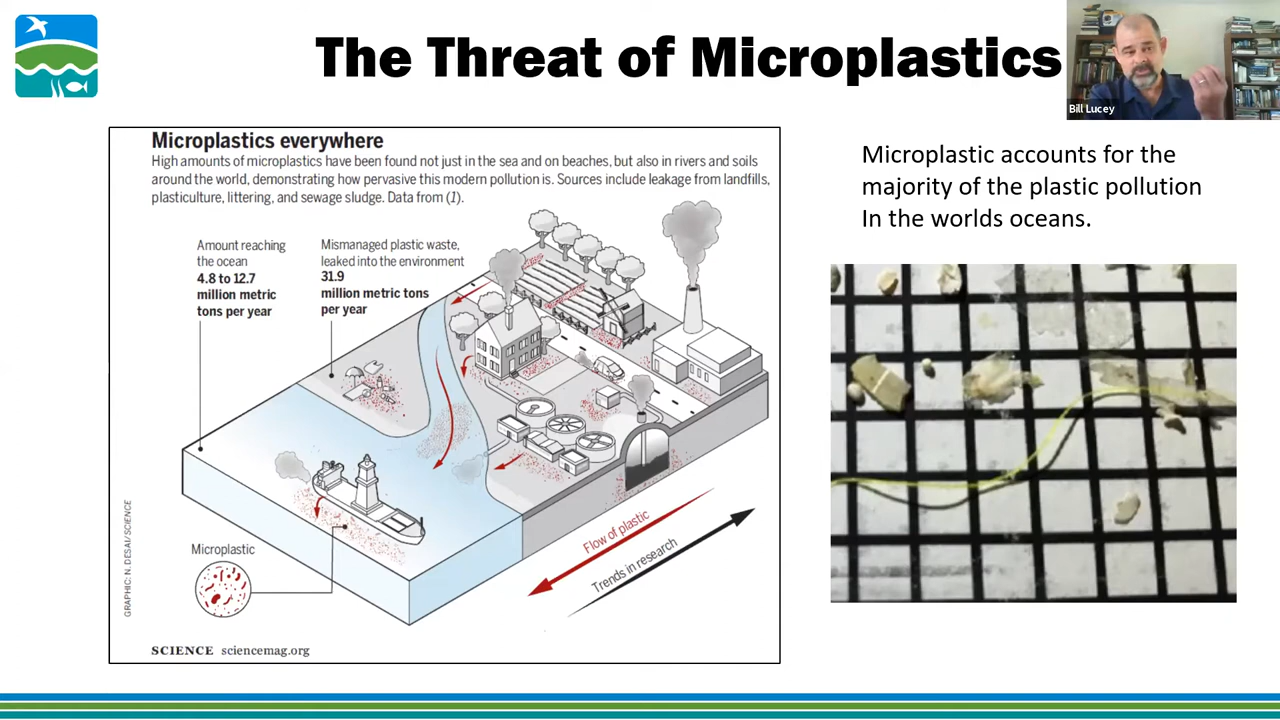 The Threat of Microplastics
Bill Lucey
Microplastics everywhere
High amounts of microplastics have been found not just in the sea and on beaches, but also in rivers and soils
around the world, demonstrating how pervasive this modern pollution is. Sources include leakage from landfills,
plasticulture, littering, and sewage sludge. Data from (1).
Amount reaching
the ocean
4.8 to 12.7
million metric
tons per year
Mismanaged plastic waste,
leaked into the environment
31.9
million metric tons
per year
Microplastic
Flow of plastic
Trends in research
GRAPHIC: N. DESAI/SCIENCE
SCIENCE sciencemag.org
Microplastic accounts for the
majority of the plastic pollution
In the worlds oceans.